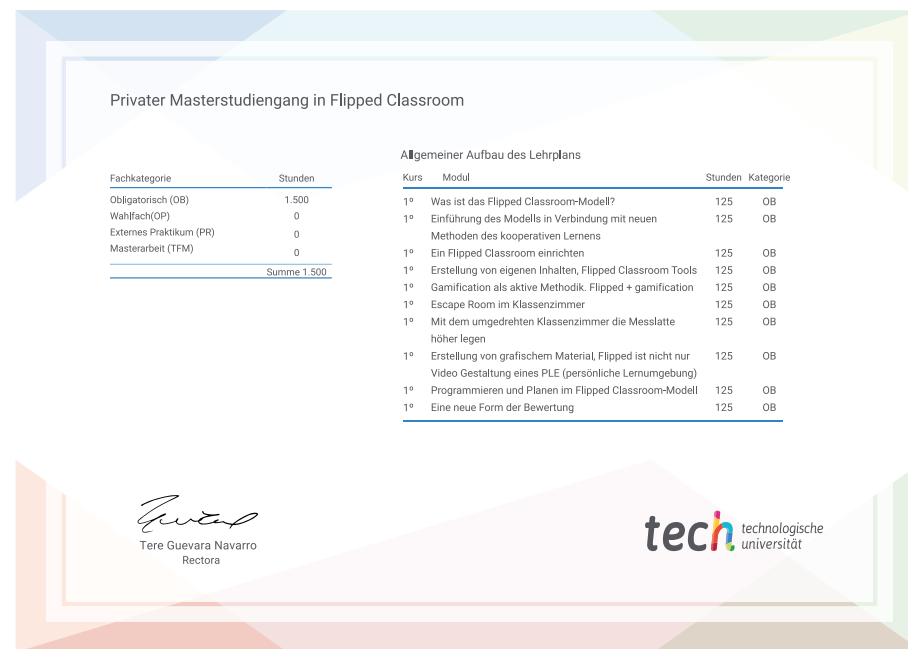 Privater Masterstudiengang in Flipped Classroom
Fachkategorie Stunden
Obligatorisch (OB) 1.500
Wahlfach(OP) 0
Externes Praktikum (PR) 0
Masterarbeit (TFM) 0
Summe 1.500
Allgemeiner Aufbau des Lehrplans
Kurs Modul Stunden Kategorie
1º Was ist das Flipped Classroom-Modell? 125 OB
1º Einführung des Modells in Verbindung mit neuen 125 OB
Methoden des kooperativen Lernens
1º Ein Flipped Classroom einrichten 125 OB
1º Erstellung von eigenen Inhalten, Flipped Classroom Tools 125 OB
1º Gamification als aktive Methodik. Flipped + gamification 125 OB
1º Escape Room im Klassenzimmer 125 OB
1º Mit dem umgedrehten Klassenzimmer die Messlatte 125 OB
höher legen
1º Erstellung von grafischem Material, Flipped ist nicht nur 125 OB
Video Gestaltung eines PLE (persönliche Lernumgebung)
1º Programmieren und Planen im Flipped Classroom-Modell 125 OB
1º Eine neue Form der Bewertung 125 OB
Tere Guevara Navarro
Rectora
tech technologische
universität